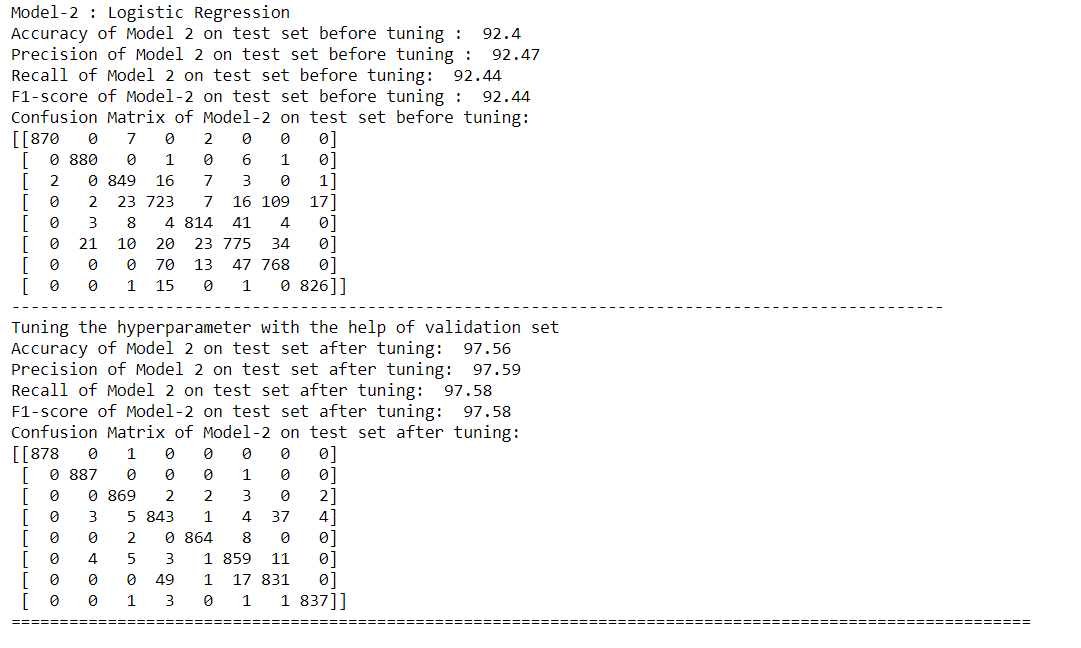 Model-2 : Logistic Regression
Accuracy of Model 2 on test set before tuning :  92.4
Precision of Model 2 on test set before tuning :  92.47
Recall of Model 2 on test set before tuning:  92.44
F1-score of Model-2 on test set before tuning :  92.44
Confusion Matrix of Model-2 on test set before tuning:
[[870   0   7   0   2   0   0   0]
 [  0 880   0   1   0   6   1   0]
 [  2   0 849  16   7   3   0   1]
 [  0   2  23 723   7  16 109  17]
 [  0   3   8   4 814  41   4   0]
 [  0  21  10  20  23 775  34   0]
 [  0   0   0  70  13  47 768   0]
 [  0   0   1  15   0   1   0 826]]
-------------------------------------------------------------------------------------------------
Tuning the hyperparameter with the help of validation set
Accuracy of Model 2 on test set after tuning:  97.56
Precision of Model 2 on test set after tuning:  97.59
Recall of Model 2 on test set after tuning:  97.58
F1-score of Model-2 on test set after tuning:  97.58
Confusion Matrix of Model-2 on test set after tuning:
[[878   0   1   0   0   0   0   0]
 [  0 887   0   0   0   1   0   0]
 [  0   0 869   2   2   3   0   2]
 [  0   3   5 843   1   4  37   4]
 [  0   0   2   0 864   8   0   0]
 [  0   4   5   3   1 859  11   0]
 [  0   0   0  49   1  17 831   0]
 [  0   0   1   3   0   1   1 837]]
==========================================================================================================